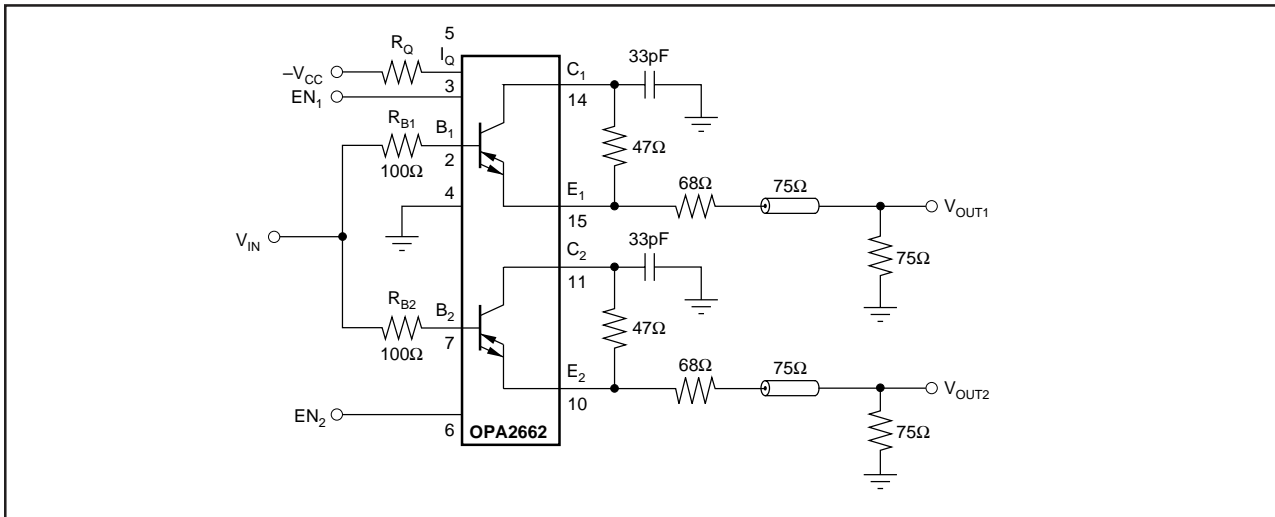 5
R_Q
I_Q
33pF
–V_CC
C_1
3
14
EN_1
R_B1
B_1
47Ω
100Ω
2
68Ω
75Ω
4
E_1
V_OUT1
15
33pF
75Ω
V_IN
C_2
11
R_B2
B_2
47Ω
100Ω
7
68Ω
75Ω
E_2
V_OUT2
10
EN_2
6
OPA2662
75Ω